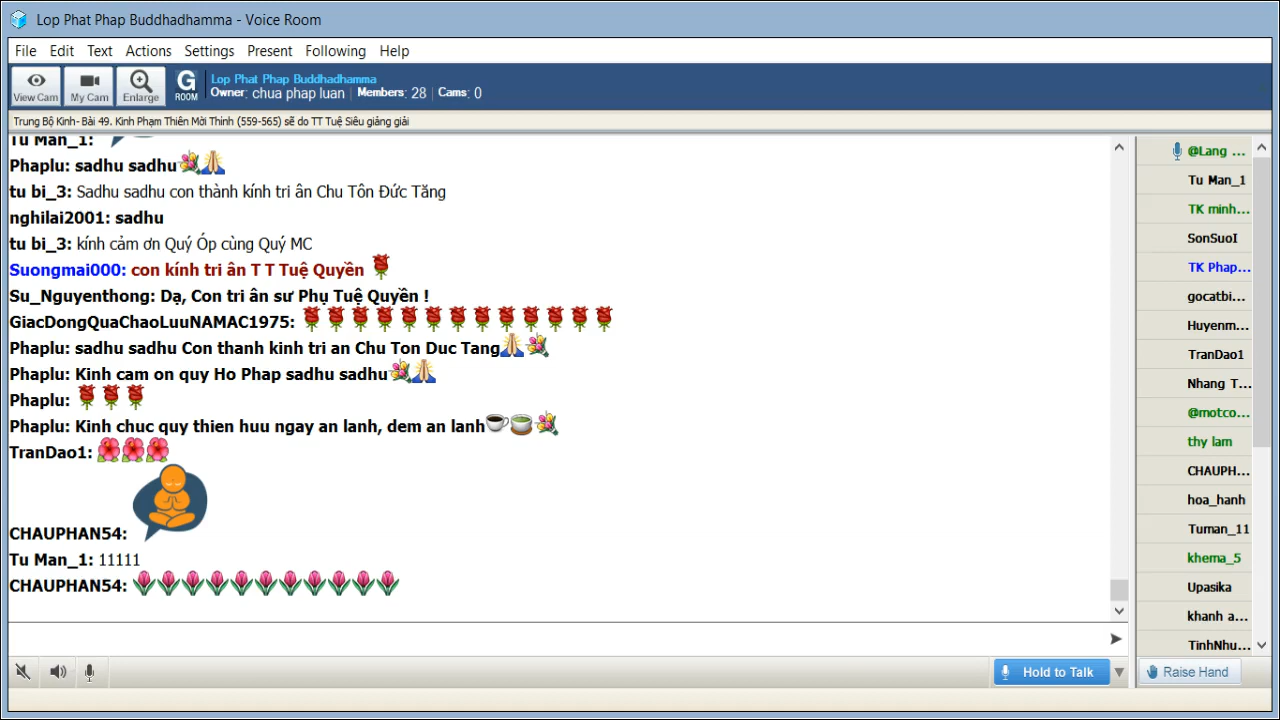 Lop Phat Phap Buddhadhamma - Voice Room
File Edit Text Actions Settings Present Following Help
View Cam My Cam Enlarge G ROOM
Lop Phat Phap Buddhadhamma
Owner: chua phap luan Members: 28 Cams: 0
Trung Bộ Kinh- Bài 49. Kinh Phạm Thiên Mời Thỉnh (559-565) sẽ do TT Tuệ Siêu giảng giải
Tu Man_1:
Phaplu: sadhu sadhu
tu bi_3: Sadhu sadhu con thành kính tri ân Chu Tôn Đức Tăng
nghilai2001: sadhu
tu bi_3: kính cảm ơn Quý Óp cùng Quý MC
Suongmai000: con kính tri ân T T Tuệ Quyền
Su_Nguyenthong: Dạ, Con tri ân sư Phụ Tuệ Quyền !
GiacDongQuaChaoLuuNAMAC1975:
Phaplu: sadhu sadhu Con thanh kinh tri an Chu Ton Duc Tang
Phaplu: Kinh cam on quy Ho Phap sadhu sadhu
Phaplu:
Phaplu: Kinh chuc quy thien huu ngay an lanh, dem an lanh
TranDao1:
CHAUPHAN54:
Tu Man_1: 11111
CHAUPHAN54:
@Lang ...
Tu Man_1
TK minh...
SonSuoI
TK Phap...
gocatbi...
Huyenm...
TranDao1
Nhang T...
@motco...
thy lam
CHAUPH...
hoa_hanh
Tuman_11
khema_5
Upasika
khanh a...
TinhNhu...
Hold to Talk
Raise Hand